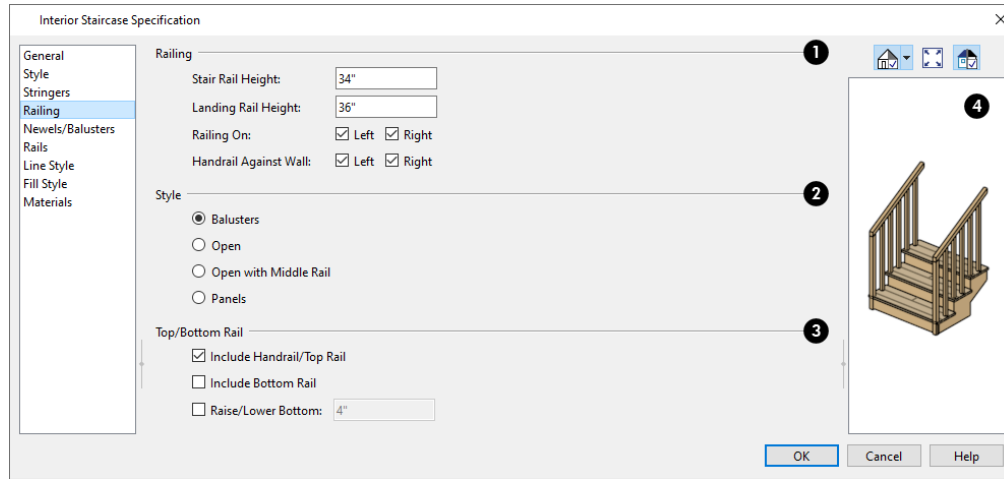 Interior Staircase Specification
General
Style
Stringers
Railing
Newels/Balusters
Rails
Line Style
Fill Style
Materials
Railing 1
Stair Rail Height: 34"
Landing Rail Height: 36"
Railing On: Left Right
Handrail Against Wall: Left Right
Style 2
Balusters
Open
Open with Middle Rail
Panels
Top/Bottom Rail 3
Include Handrail/Top Rail
Include Bottom Rail
Raise/Lower Bottom: 4"
4
OK Cancel Help